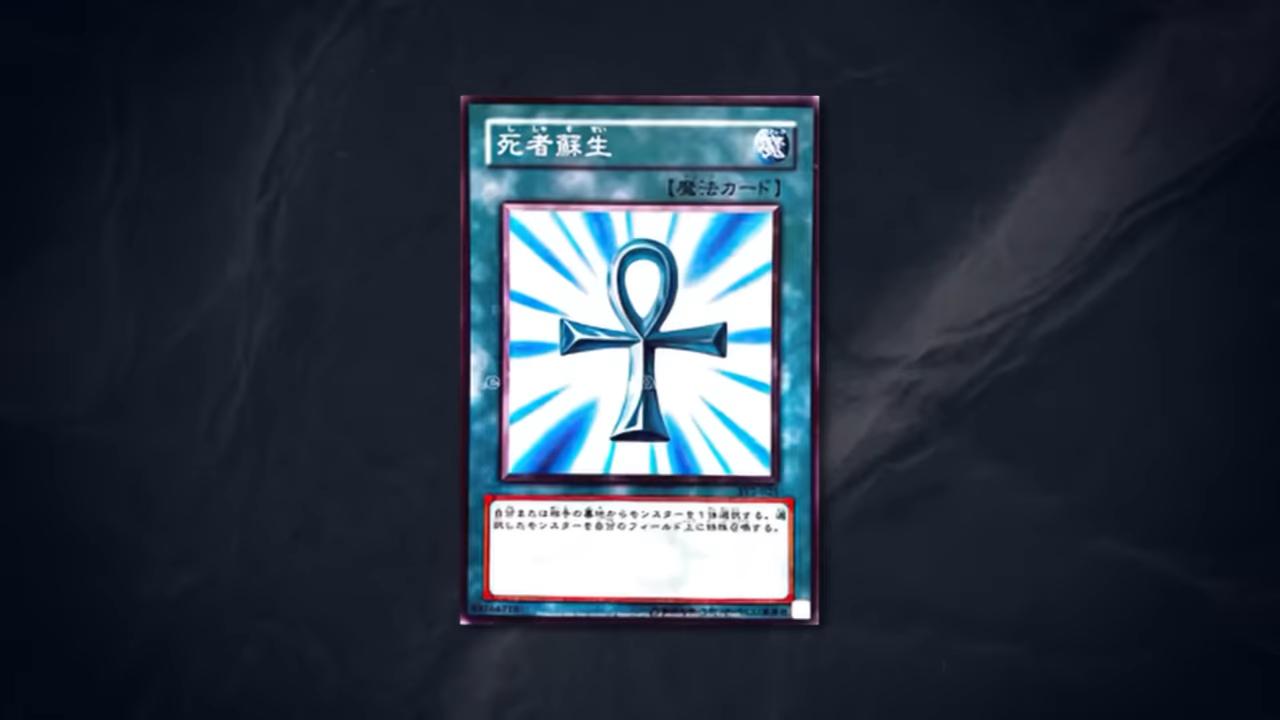 死者蘇生
【魔法カード】
自分または相手の墓地からモンスターを1体選択する。選
択したモンスターを自分のフィールド上に特殊召喚する。